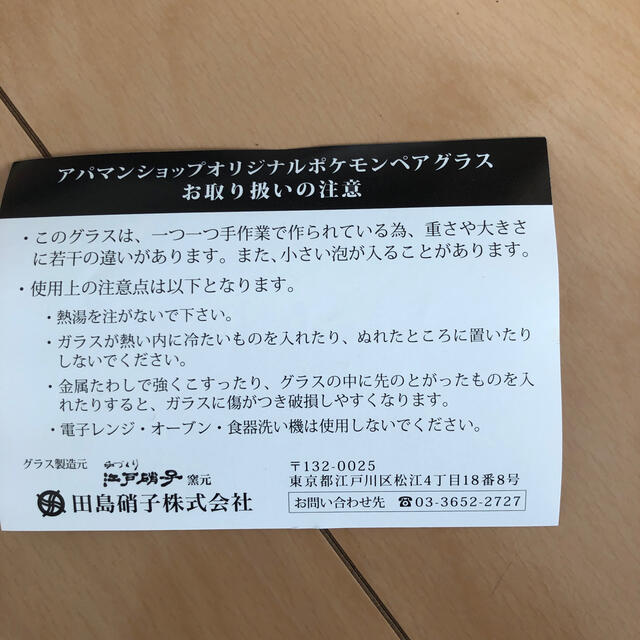 アパマンショップオリジナルポケモンペアグラス
お取り扱いの注意
・このグラスは、一つ一つ手作業で作られている為、重さや大きさ
に若干の違いがあります。また、小さい泡が入ることがあります。
・使用上の注意点は以下となります。
・熱湯を注がないで下さい。
・ガラスが熱い内に冷たいものを入れたり、ぬれたところに置いたり
しないでください。
・金属たわしで強くこすったり、グラスの中に先のとがったものを入
れたりすると、ガラスに傷がつき破損しやすくなります。
・電子レンジ・オーブン・食器洗い機は使用しないでください。
グラス製造元 手づくり 江戸硝子 窯元
田島硝子株式会社
〒132-0025
東京都江戸川区松江4丁目18番8号
お問い合わせ先 ☎03-3652-2727